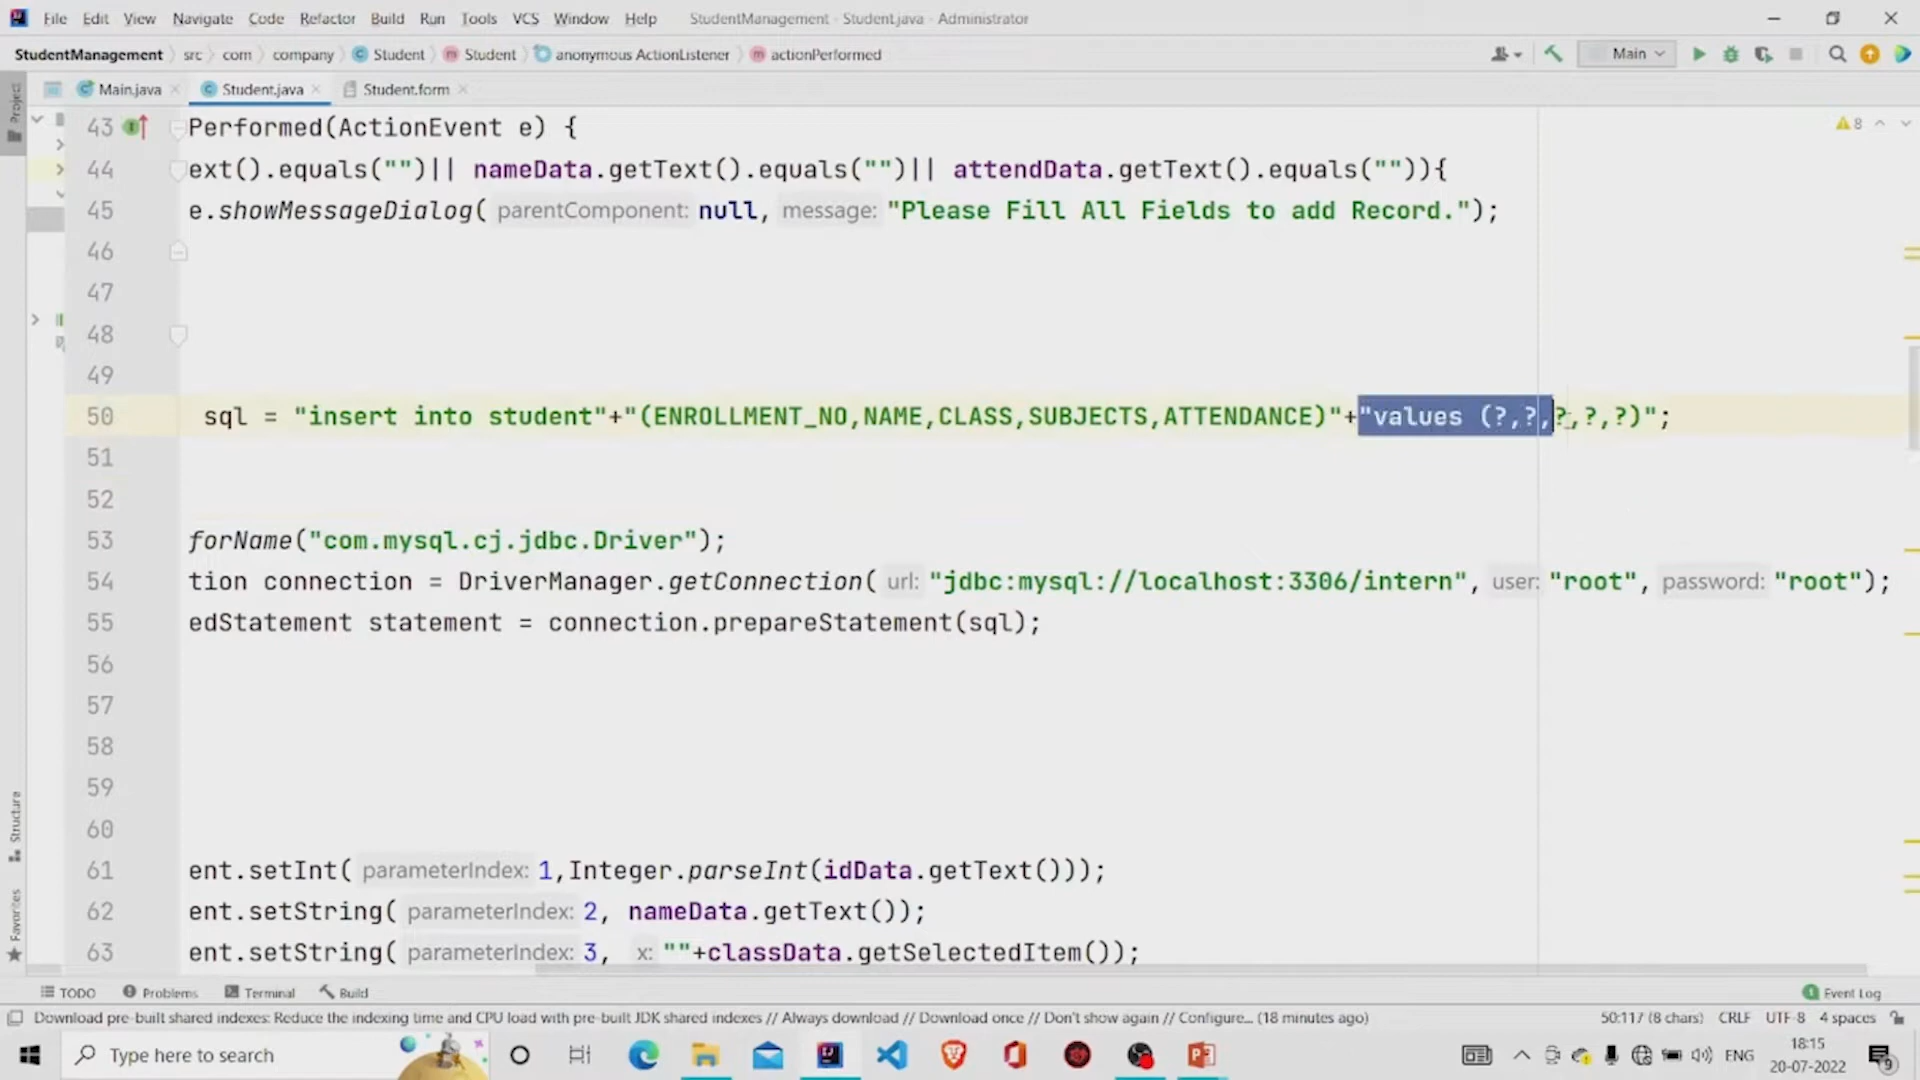 File Edit View Navigate Code Refactor Build Run Tools VCS Window Help StudentManagement - Student.java - Administrator
StudentManagement src com company Student Student anonymous ActionListener actionPerformed Main
Project
Main.java Student.java Student.form
43 Performed(ActionEvent e) {
8
44 ext().equals("")|| nameData.getText().equals("")|| attendData.getText().equals("")){
45 e.showMessageDialog( parentComponent: null, message: "Please Fill All Fields to add Record.");
46
47
48
49
50 sql = "insert into student"+"(ENROLLMENT_NO,NAME,CLASS,SUBJECTS,ATTENDANCE)"+"values (?,?,?,?,?)";
51
52
53 forName("com.mysql.cj.jdbc.Driver");
54 tion connection = DriverManager.getConnection( url: "jdbc:mysql://localhost:3306/intern", user: "root", password: "root");
55 edStatement statement = connection.prepareStatement(sql);
56
57
58
59
60
61 ent.setInt( parameterIndex: 1,Integer.parseInt(idData.getText()));
62 ent.setString( parameterIndex: 2, nameData.getText());
63 ent.setString( parameterIndex: 3, x: ""+classData.getSelectedItem());
Structure
Favorites
TODO Problems Terminal Build 1 Event Log
Download pre-built shared indexes: Reduce the indexing time and CPU load with pre-built JDK shared indexes // Always download // Download once // Don't show again // Configure... (18 minutes ago) 50:117 (8 chars) CRLF UTF-8 4 spaces
Type here to search ENG
18:15
20-07-2022
9